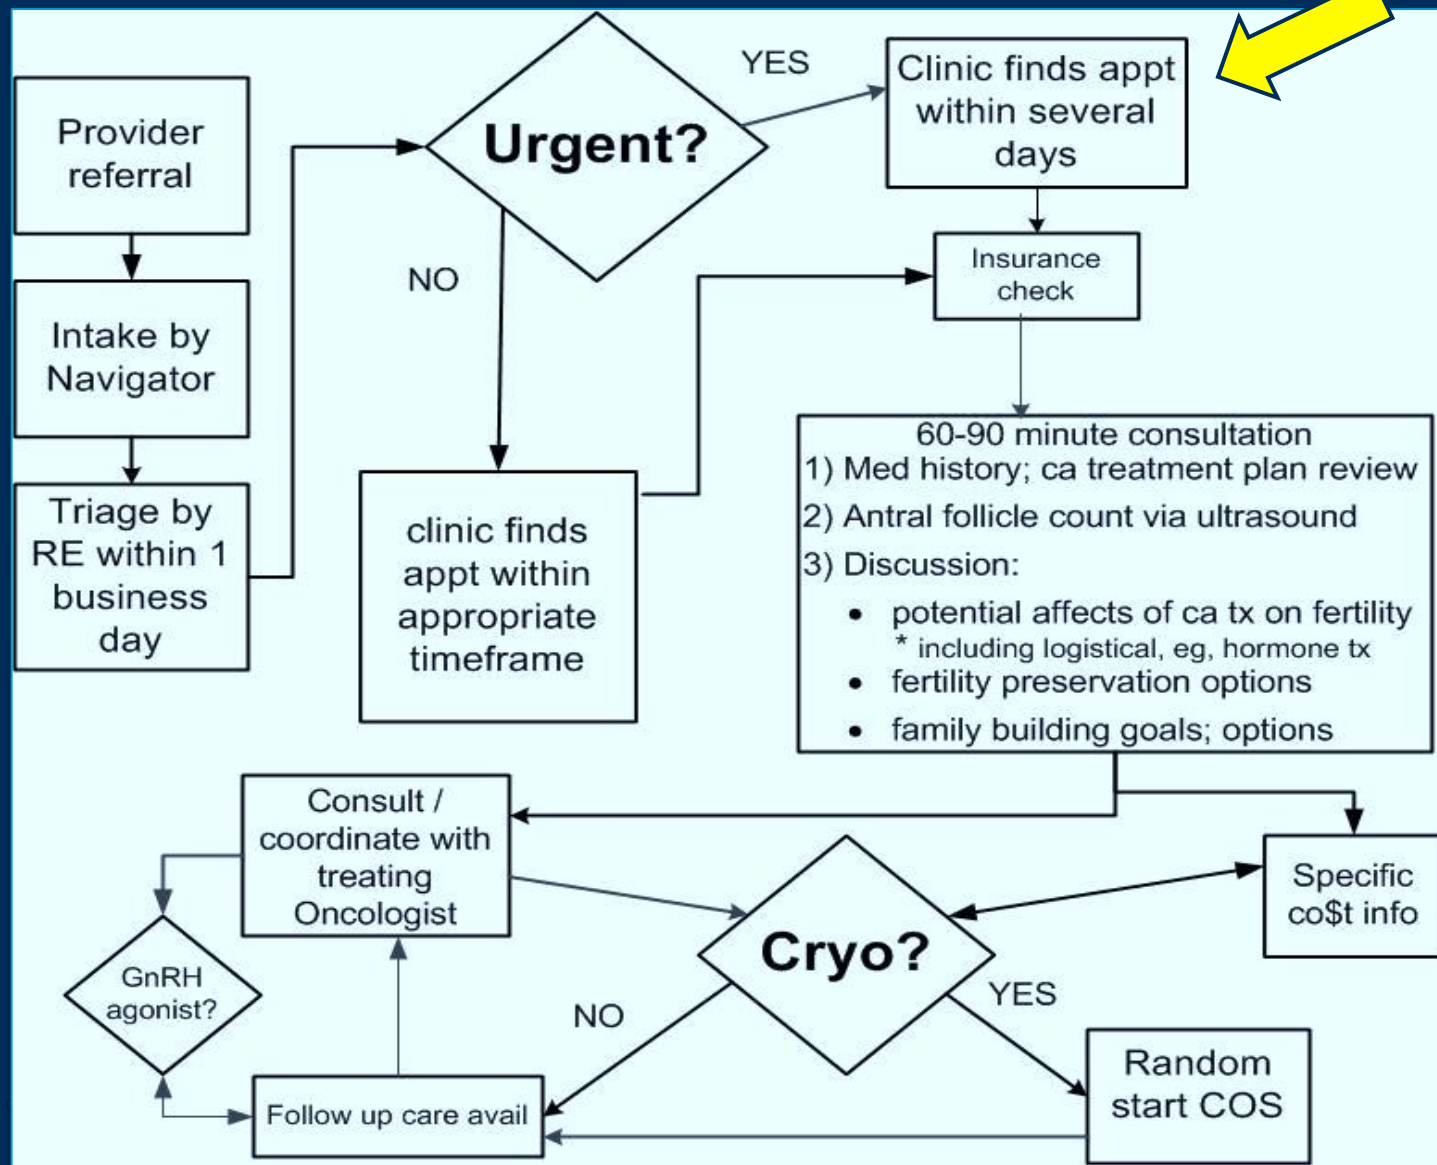 Provider
referral
Intake by
Navigator
Triage by
RE within 1
business
day
Urgent?
YES
NO
Clinic finds appt
within several
days
Insurance
check
clinic finds
appt within
appropriate
timeframe
60-90 minute consultation
1) Med history; ca treatment plan review
2) Antral follicle count via ultrasound
3) Discussion:
• potential affects of ca tx on fertility
* including logistical, eg, hormone tx
• fertility preservation options
• family building goals; options
Consult /
coordinate with
treating
Oncologist
GnRH
agonist?
Cryo?
Specific
co$t info
NO
YES
Follow up care avail
Random
start COS